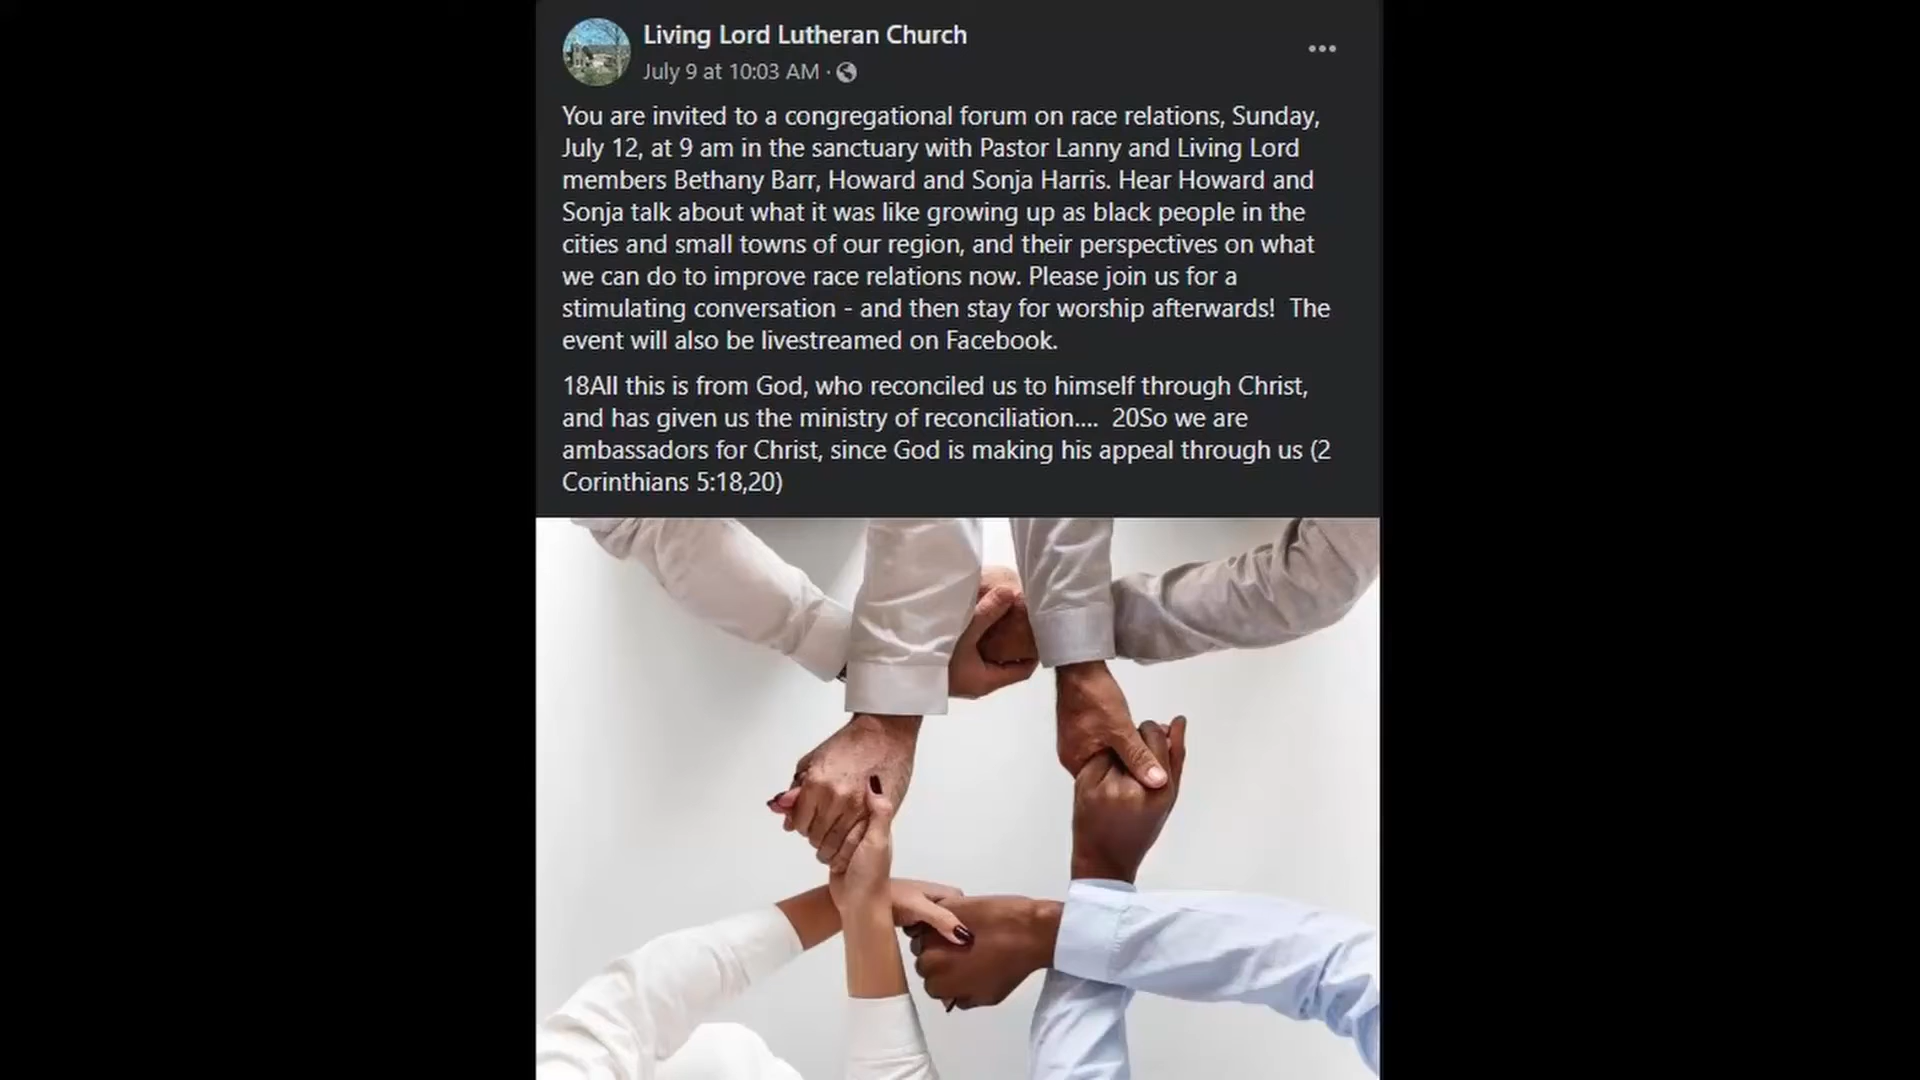 Living Lord Lutheran Church
July 9 at 10:03 AM ·
You are invited to a congregational forum on race relations, Sunday,
July 12, at 9 am in the sanctuary with Pastor Lanny and Living Lord
members Bethany Barr, Howard and Sonja Harris. Hear Howard and
Sonja talk about what it was like growing up as black people in the
cities and small towns of our region, and their perspectives on what
we can do to improve race relations now. Please join us for a
stimulating conversation - and then stay for worship afterwards!  The
event will also be livestreamed on Facebook.
18All this is from God, who reconciled us to himself through Christ,
and has given us the ministry of reconciliation....  20So we are
ambassadors for Christ, since God is making his appeal through us (2
Corinthians 5:18,20)